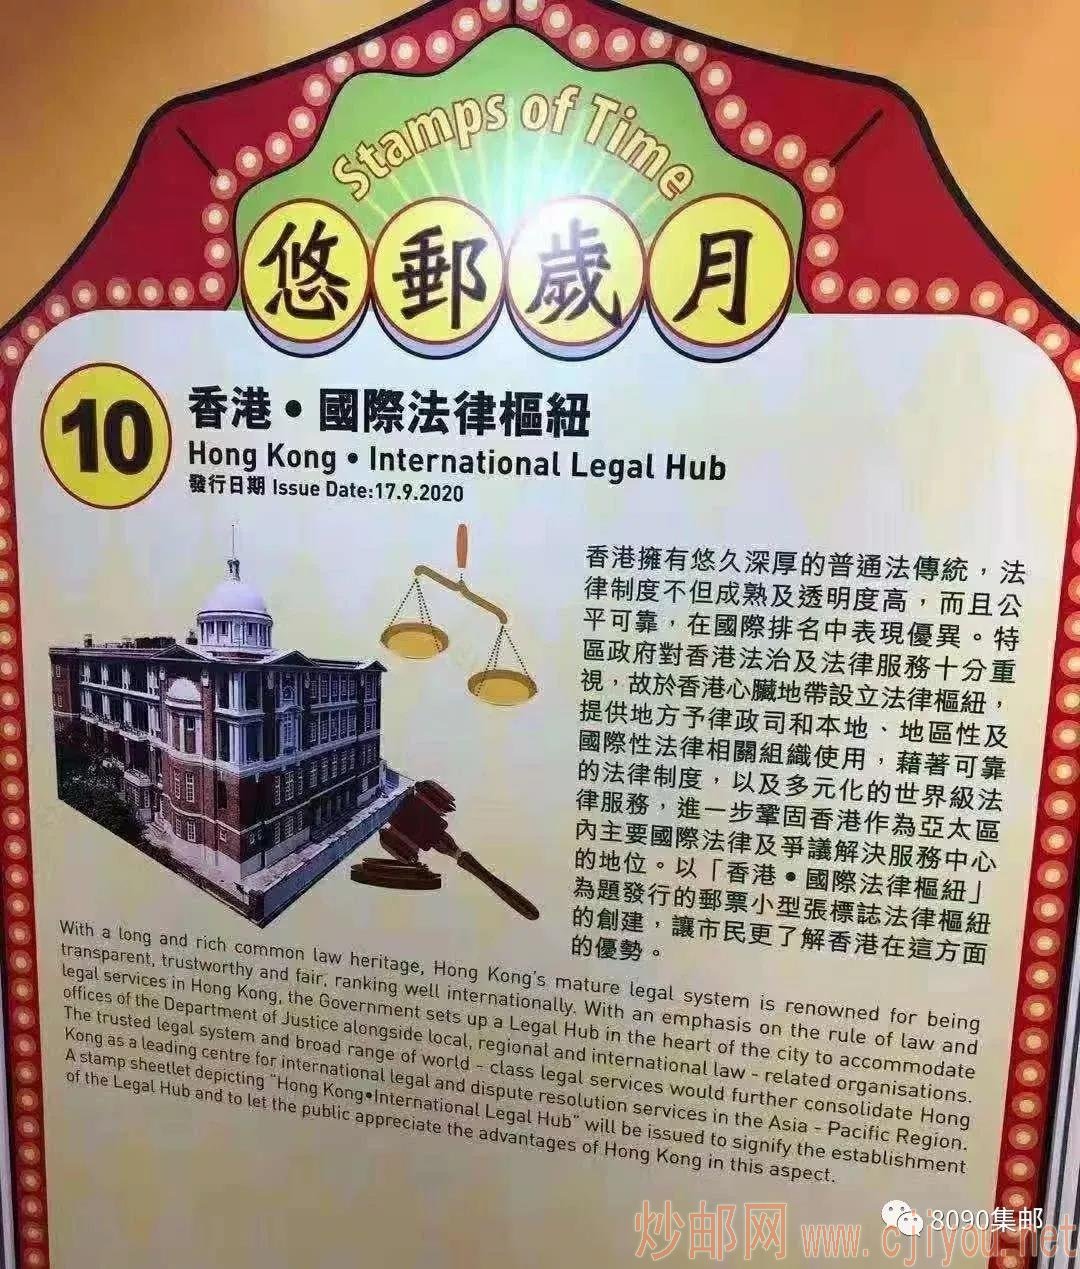 Stamps of Time
悠郵歲月
10
香港•國際法律樞紐
Hong Kong • International Legal Hub
發行日期 Issue Date:17.9.2020
香港擁有悠久深厚的普通法傳統，法
律制度不但成熟及透明度高，而且公
平可靠，在國際排名中表現優異。特
區政府對香港法治及法律服務十分重
視，故於香港心臟地帶設立法律樞紐，
提供地方予律政司和本地、地區性及
國際性法律相關組織使用，藉著可靠
的法律制度，以及多元化的世界級法
律服務，進一步鞏固香港作為亞太區
內主要國際法律及爭議解決服務中心
的地位。以「香港•國際法律樞紐」
為題發行的郵票小型張標誌法律樞紐
的創建，讓市民更了解香港在這方面
的優勢。
With a long and rich common law heritage, Hong Kong's mature legal system is renowned for being
transparent, trustworthy and fair, ranking well internationally. With an emphasis on the rule of law and
legal services in Hong Kong, the Government sets up a Legal Hub in the heart of the city to accommodate
offices of the Department of Justice alongside local, regional and international law - related organisations.
The trusted legal system and broad range of world - class legal services would further consolidate Hong
Kong as a leading centre for international legal and dispute resolution services in the Asia - Pacific Region.
A stamp sheetlet depicting "Hong Kong•International Legal Hub" will be issued to signify the establishment
of the Legal Hub and to let the public appreciate the advantages of Hong Kong in this aspect.
8090集邮
炒邮网 www.cjiyou.net